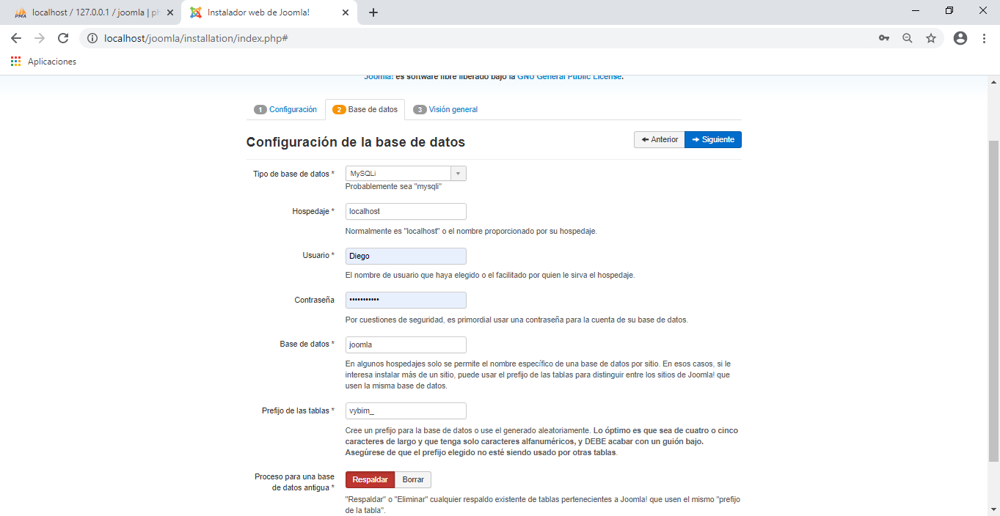 localhost / 127.0.0.1 / joomla | ph
Instalador web de Joomla!
localhost/joomla/installation/index.php#
Aplicaciones
Joomla! es software libre liberado bajo la GNU General Public License.
1 Configuración
2 Base de datos
3 Visión general
Configuración de la base de datos
Anterior
Siguiente
Tipo de base de datos *
MySQLi
Probablemente sea "mysqli"
Hospedaje *
localhost
Normalmente es "localhost" o el nombre proporcionado por su hospedaje.
Usuario *
Diego
El nombre de usuario que haya elegido o el facilitado por quien le sirva el hospedaje.
Contraseña
•••••••••••
Por cuestiones de seguridad, es primordial usar una contraseña para la cuenta de su base de datos.
Base de datos *
joomla
En algunos hospedajes solo se permite el nombre específico de una base de datos por sitio. En esos casos, si le
interesa instalar más de un sitio, puede usar el prefijo de las tablas para distinguir entre los sitios de Joomla! que
usen la misma base de datos.
Prefijo de las tablas *
vybim_
Cree un prefijo para la base de datos o use el generado aleatoriamente. Lo óptimo es que sea de cuatro o cinco
caracteres de largo y que tenga solo caracteres alfanuméricos, y DEBE acabar con un guión bajo.
Asegúrese de que el prefijo elegido no esté siendo usado por otras tablas.
Proceso para una base
de datos antigua *
Respaldar
Borrar
"Respaldar" o "Eliminar" cualquier respaldo existente de tablas pertenecientes a Joomla! que usen el mismo "prefijo
de la tabla".